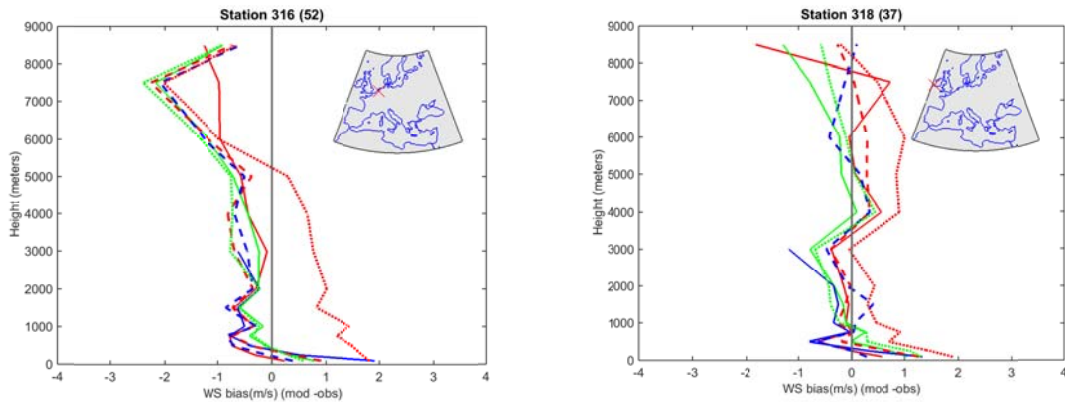 Station 316 (52)
9000
8000
7000
6000
5000
4000
3000
2000
1000
0
Height (meters)
-4 -3 -2 -1 0 1 2 3 4
WS bias(m/s) (mod -obs)
Station 318 (37)
9000
8000
7000
6000
5000
4000
3000
2000
1000
0
Height (meters)
-4 -3 -2 -1 0 1 2 3 4
WS bias(m/s) (mod -obs)